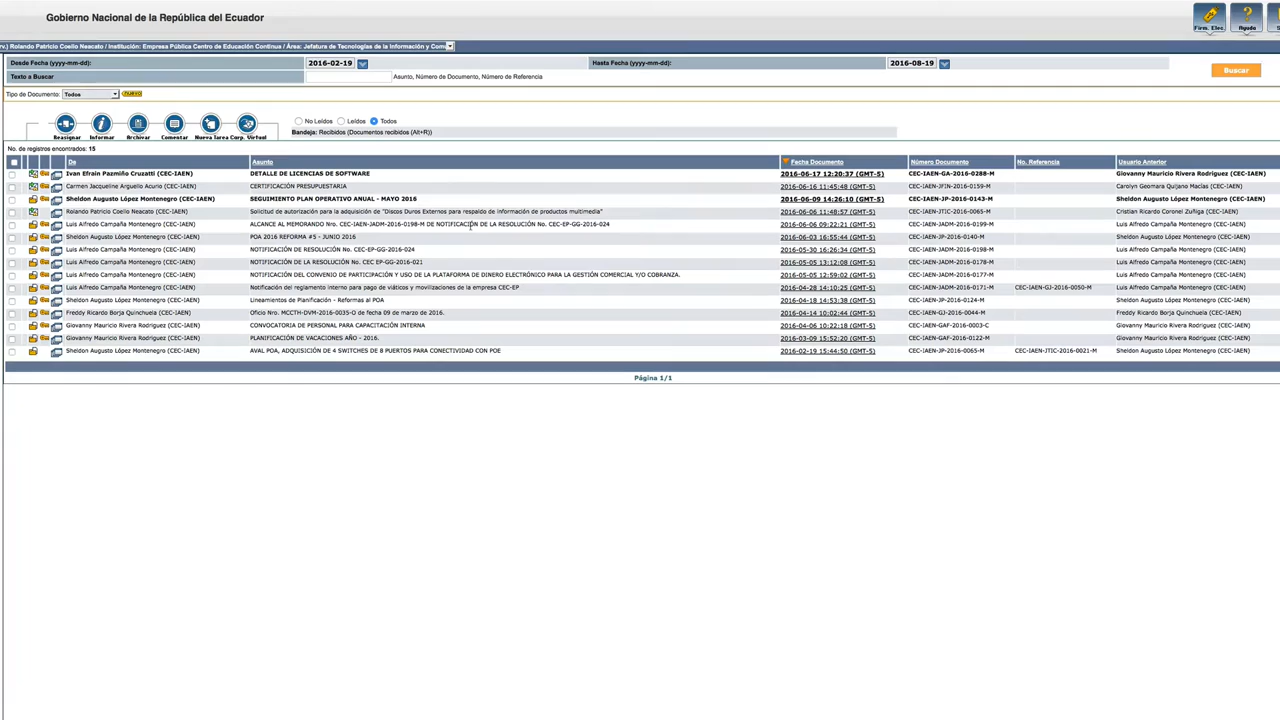 Gobierno Nacional de la República del Ecuador
Firm. Elec. Ayuda S
rv.) Rolando Patricio Coello Neacato / Institución: Empresa Pública Centro de Educación Continua / Área: Jefatura de Tecnologías de la Información y Com
Desde Fecha (yyyy-mm-dd): 2016-02-19 Hasta Fecha (yyyy-mm-dd): 2016-08-19
Texto a Buscar Asunto, Número de Documento, Número de Referencia Buscar
Tipo de Documento: Todos NUEVO
No Leídos Leídos Todos
Reasignar Informar Archivar Comentar Nueva Tarea Corp. Virtual
Bandeja: Recibidos (Documentos recibidos (Alt+R))
No. de registros encontrados: 15
De Asunto Fecha Documento Número Documento No. Referencia Usuario Anterior
Ivan Efrain Pazmiño Cruzatti (CEC-IAEN) DETALLE DE LICENCIAS DE SOFTWARE 2016-06-17 12:20:37 (GMT-5) CEC-IAEN-GA-2016-0288-M Giovanny Mauricio Rivera Rodriguez (CEC-IAEN)
Carmen Jacqueline Arguello Acurio (CEC-IAEN) CERTIFICACIÓN PRESUPUESTARIA 2016-06-16 11:45:48 (GMT-5) CEC-IAEN-JFIN-2016-0159-M Carolyn Geomara Quijano Macías (CEC-IAEN)
Sheldon Augusto López Montenegro (CEC-IAEN) SEGUIMIENTO PLAN OPERATIVO ANUAL - MAYO 2016 2016-06-09 14:26:10 (GMT-5) CEC-IAEN-JP-2016-0143-M Sheldon Augusto López Montenegro (CEC-IAEN)
Rolando Patricio Coello Neacato (CEC-IAEN) Solicitud de autorización para la adquisición de "Discos Duros Externos para respaldo de información de productos multimedia" 2016-06-06 11:48:57 (GMT-5) CEC-IAEN-JTIC-2016-0065-M Cristian Ricardo Coronel Zuñiga (CEC-IAEN)
Luis Alfredo Campaña Montenegro (CEC-IAEN) ALCANCE AL MEMORANDO Nro. CEC-IAEN-JADM-2016-0198-M DE NOTIFICACIÓN DE LA RESOLUCIÓN No. CEC-EP-GG-2016-024 2016-06-06 09:22:21 (GMT-5) CEC-IAEN-JADM-2016-0199-M Luis Alfredo Campaña Montenegro (CEC-IAEN)
Sheldon Augusto López Montenegro (CEC-IAEN) POA 2016 REFORMA #5 - JUNIO 2016 2016-06-03 16:55:44 (GMT-5) CEC-IAEN-JP-2016-0140-M Sheldon Augusto López Montenegro (CEC-IAEN)
Luis Alfredo Campaña Montenegro (CEC-IAEN) NOTIFICACIÓN DE RESOLUCIÓN No. CEC-EP-GG-2016-024 2016-05-30 16:26:34 (GMT-5) CEC-IAEN-JADM-2016-0198-M Luis Alfredo Campaña Montenegro (CEC-IAEN)
Luis Alfredo Campaña Montenegro (CEC-IAEN) NOTIFICACIÓN DE LA RESOLUCIÓN No. CEC EP-GG-2016-021 2016-05-05 13:12:08 (GMT-5) CEC-IAEN-JADM-2016-0178-M Luis Alfredo Campaña Montenegro (CEC-IAEN)
Luis Alfredo Campaña Montenegro (CEC-IAEN) NOTIFICACIÓN DEL CONVENIO DE PARTICIPACIÓN Y USO DE LA PLATAFORMA DE DINERO ELECTRÓNICO PARA LA GESTIÓN COMERCIAL Y/O COBRANZA. 2016-05-05 12:59:02 (GMT-5) CEC-IAEN-JADM-2016-0177-M Luis Alfredo Campaña Montenegro (CEC-IAEN)
Luis Alfredo Campaña Montenegro (CEC-IAEN) Notificación del reglamento interno para pago de viáticos y movilizaciones de la empresa CEC-EP 2016-04-28 14:10:25 (GMT-5) CEC-IAEN-JADM-2016-0171-M CEC-IAEN-GJ-2016-0050-M Luis Alfredo Campaña Montenegro (CEC-IAEN)
Sheldon Augusto López Montenegro (CEC-IAEN) Lineamientos de Planificación - Reformas al POA 2016-04-18 14:53:38 (GMT-5) CEC-IAEN-JP-2016-0124-M Sheldon Augusto López Montenegro (CEC-IAEN)
Freddy Ricardo Borja Quinchuela (CEC-IAEN) Oficio Nro. MCCTH-DVM-2016-0035-O de fecha 09 de marzo de 2016. 2016-04-14 10:02:44 (GMT-5) CEC-IAEN-GJ-2016-0044-M Freddy Ricardo Borja Quinchuela (CEC-IAEN)
Giovanny Mauricio Rivera Rodriguez (CEC-IAEN) CONVOCATORIA DE PERSONAL PARA CAPACITACIÓN INTERNA 2016-04-06 10:22:18 (GMT-5) CEC-IAEN-GAF-2016-0003-C Giovanny Mauricio Rivera Rodriguez (CEC-IAEN)
Giovanny Mauricio Rivera Rodriguez (CEC-IAEN) PLANIFICACIÓN DE VACACIONES AÑO - 2016. 2016-03-09 15:52:20 (GMT-5) CEC-IAEN-GAF-2016-0122-M Giovanny Mauricio Rivera Rodriguez (CEC-IAEN)
Sheldon Augusto López Montenegro (CEC-IAEN) AVAL POA, ADQUISICIÓN DE 4 SWITCHES DE 8 PUERTOS PARA CONECTIVIDAD CON POE 2016-02-19 15:44:50 (GMT-5) CEC-IAEN-JP-2016-0065-M CEC-IAEN-JTIC-2016-0021-M Sheldon Augusto López Montenegro (CEC-IAEN)
Página 1/1